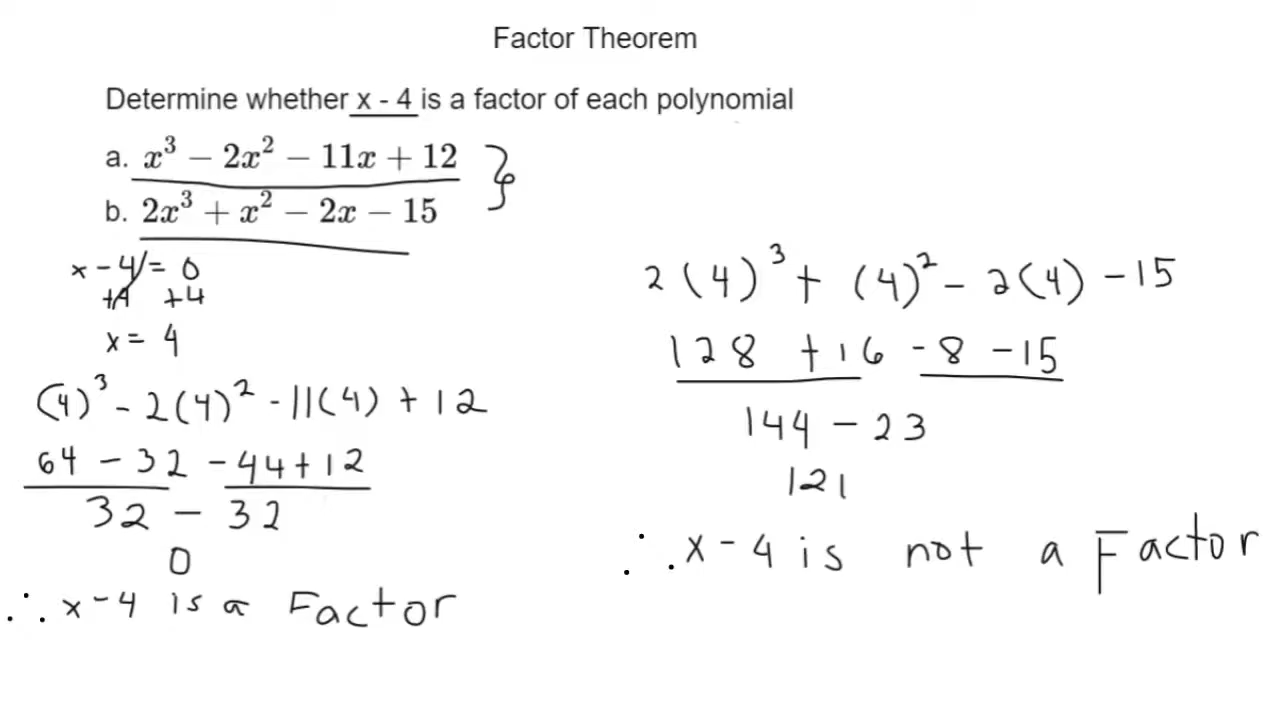 Factor Theorem
Determine whether x - 4 is a factor of each polynomial
a. x³ − 2x² − 11x + 12
b. 2x³ + x² − 2x − 15
x − 4 = 0
+4 +4
x = 4
(4)³ − 2(4)² − 11(4) + 12
64 − 32 − 44 + 12
32 − 32
0
∴ x − 4 is a Factor
2(4)³ + (4)² − 2(4) − 15
128 + 16 − 8 − 15
144 − 23
121
∴ x − 4 is not a Factor